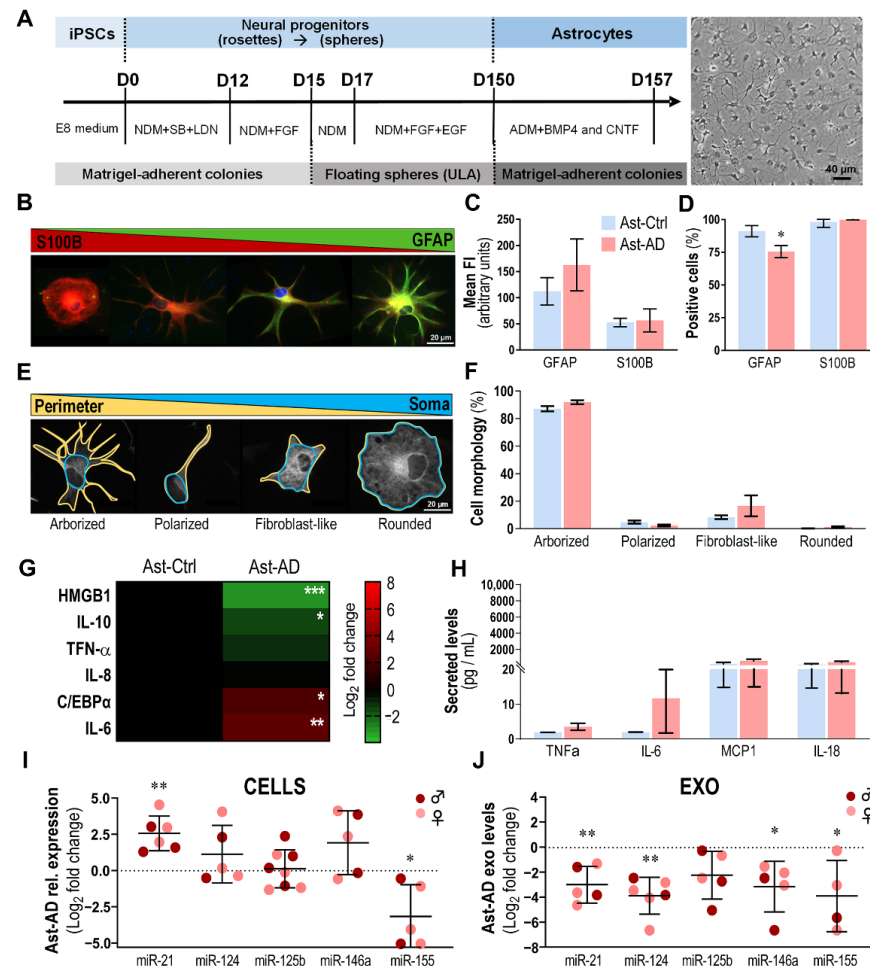 A
iPSCs
Neural progenitors
(rosettes) → (spheres)
Astrocytes
D0 D12 D15 D17 D150 D157
E8 medium NDM+SB+LDN NDM+FGF NDM NDM+FGF+EGF ADM+BMP4 and CNTF
Matrigel-adherent colonies Floating spheres (ULA) Matrigel-adherent colonies
40 µm
B
S100B GFAP
20 µm
C
Mean FI
(arbitrary units)
250
200
150
100
50
0
GFAP S100B
Ast-Ctrl
Ast-AD
D
Positive cells (%)
100
75
50
25
0
*
GFAP S100B
E
Perimeter Soma
20 µm
Arborized Polarized Fibroblast-like Rounded
F
Cell morphology (%)
100
80
60
40
20
0
Arborized Polarized Fibroblast-like Rounded
G
Ast-Ctrl Ast-AD
HMGB1 ***
IL-10 *
TFN-α
IL-8
C/EBPα *
IL-6 **
Log2 fold change
8
6
4
2
0
−2
H
Secreted levels
(pg / mL)
10,000
8000
6000
4000
2000
20
10
0
TNFa IL-6 MCP1 IL-18
I
CELLS
♂
♀
Ast-AD rel. expression
(Log2 fold change)
5.0
2.5
0.0
-2.5
-5.0
**
*
miR-21 miR-124 miR-125b miR-146a miR-155
J
EXO
♂
♀
Ast-AD exo levels
(Log2 fold change)
4
2
0
−2
−4
−6
−8
** ** * *
miR-21 miR-124 miR-125b miR-146a miR-155